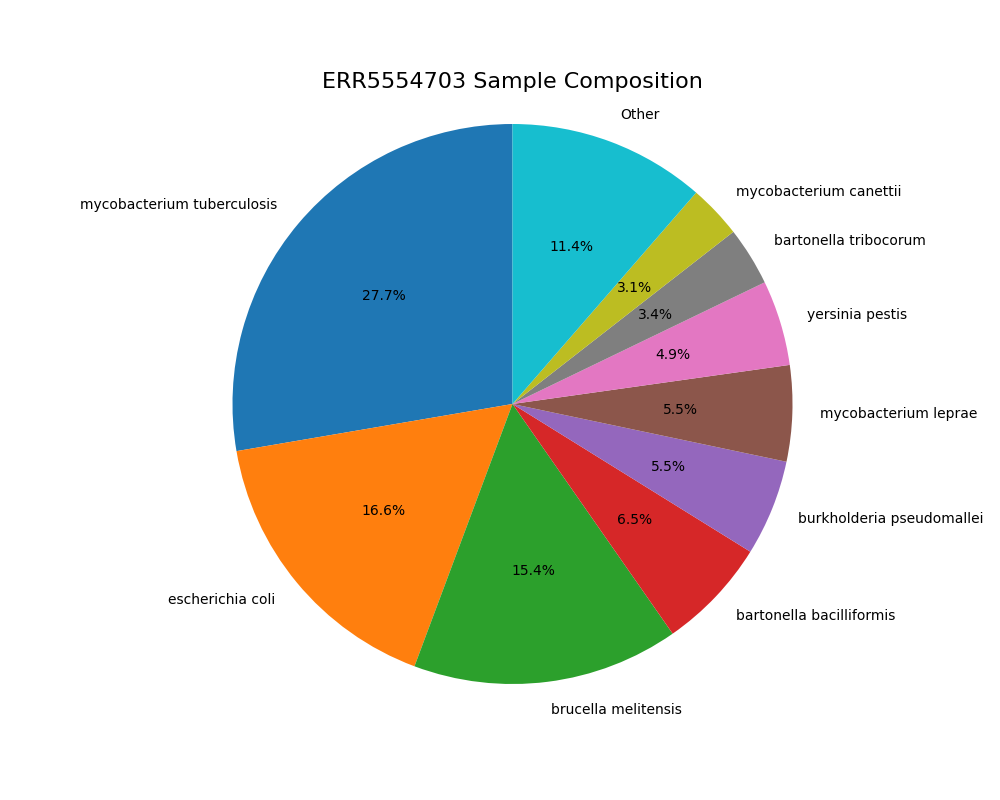 ERR5554703 Sample Composition
Other
mycobacterium canettii
mycobacterium tuberculosis
bartonella tribocorum
11.4%
3.1%
27.7%
3.4%
yersinia pestis
4.9%
5.5%
mycobacterium leprae
5.5%
16.6%
6.5%
burkholderia pseudomallei
15.4%
escherichia coli
bartonella bacilliformis
brucella melitensis